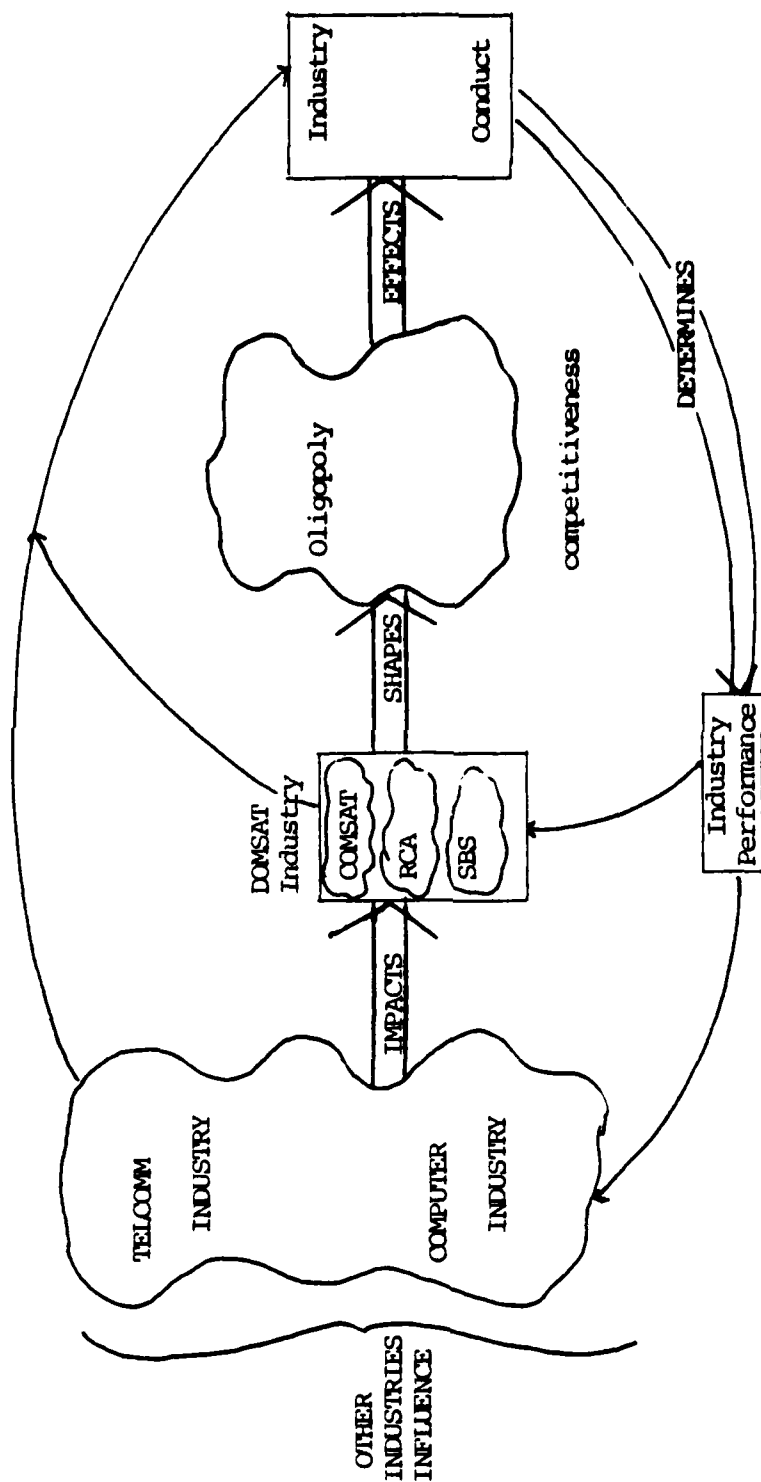 OTHER
INDUSTRIES
INFLUENCE
TELCOMM
INDUSTRY
COMPUTER
INDUSTRY
IMPACTS
DOMSAT
Industry
COMSAT
RCA
SBS
SHAPES
Oligopoly
competitiveness
EFFECTS
Industry
Conduct
DETERMINES
Industry
Performance